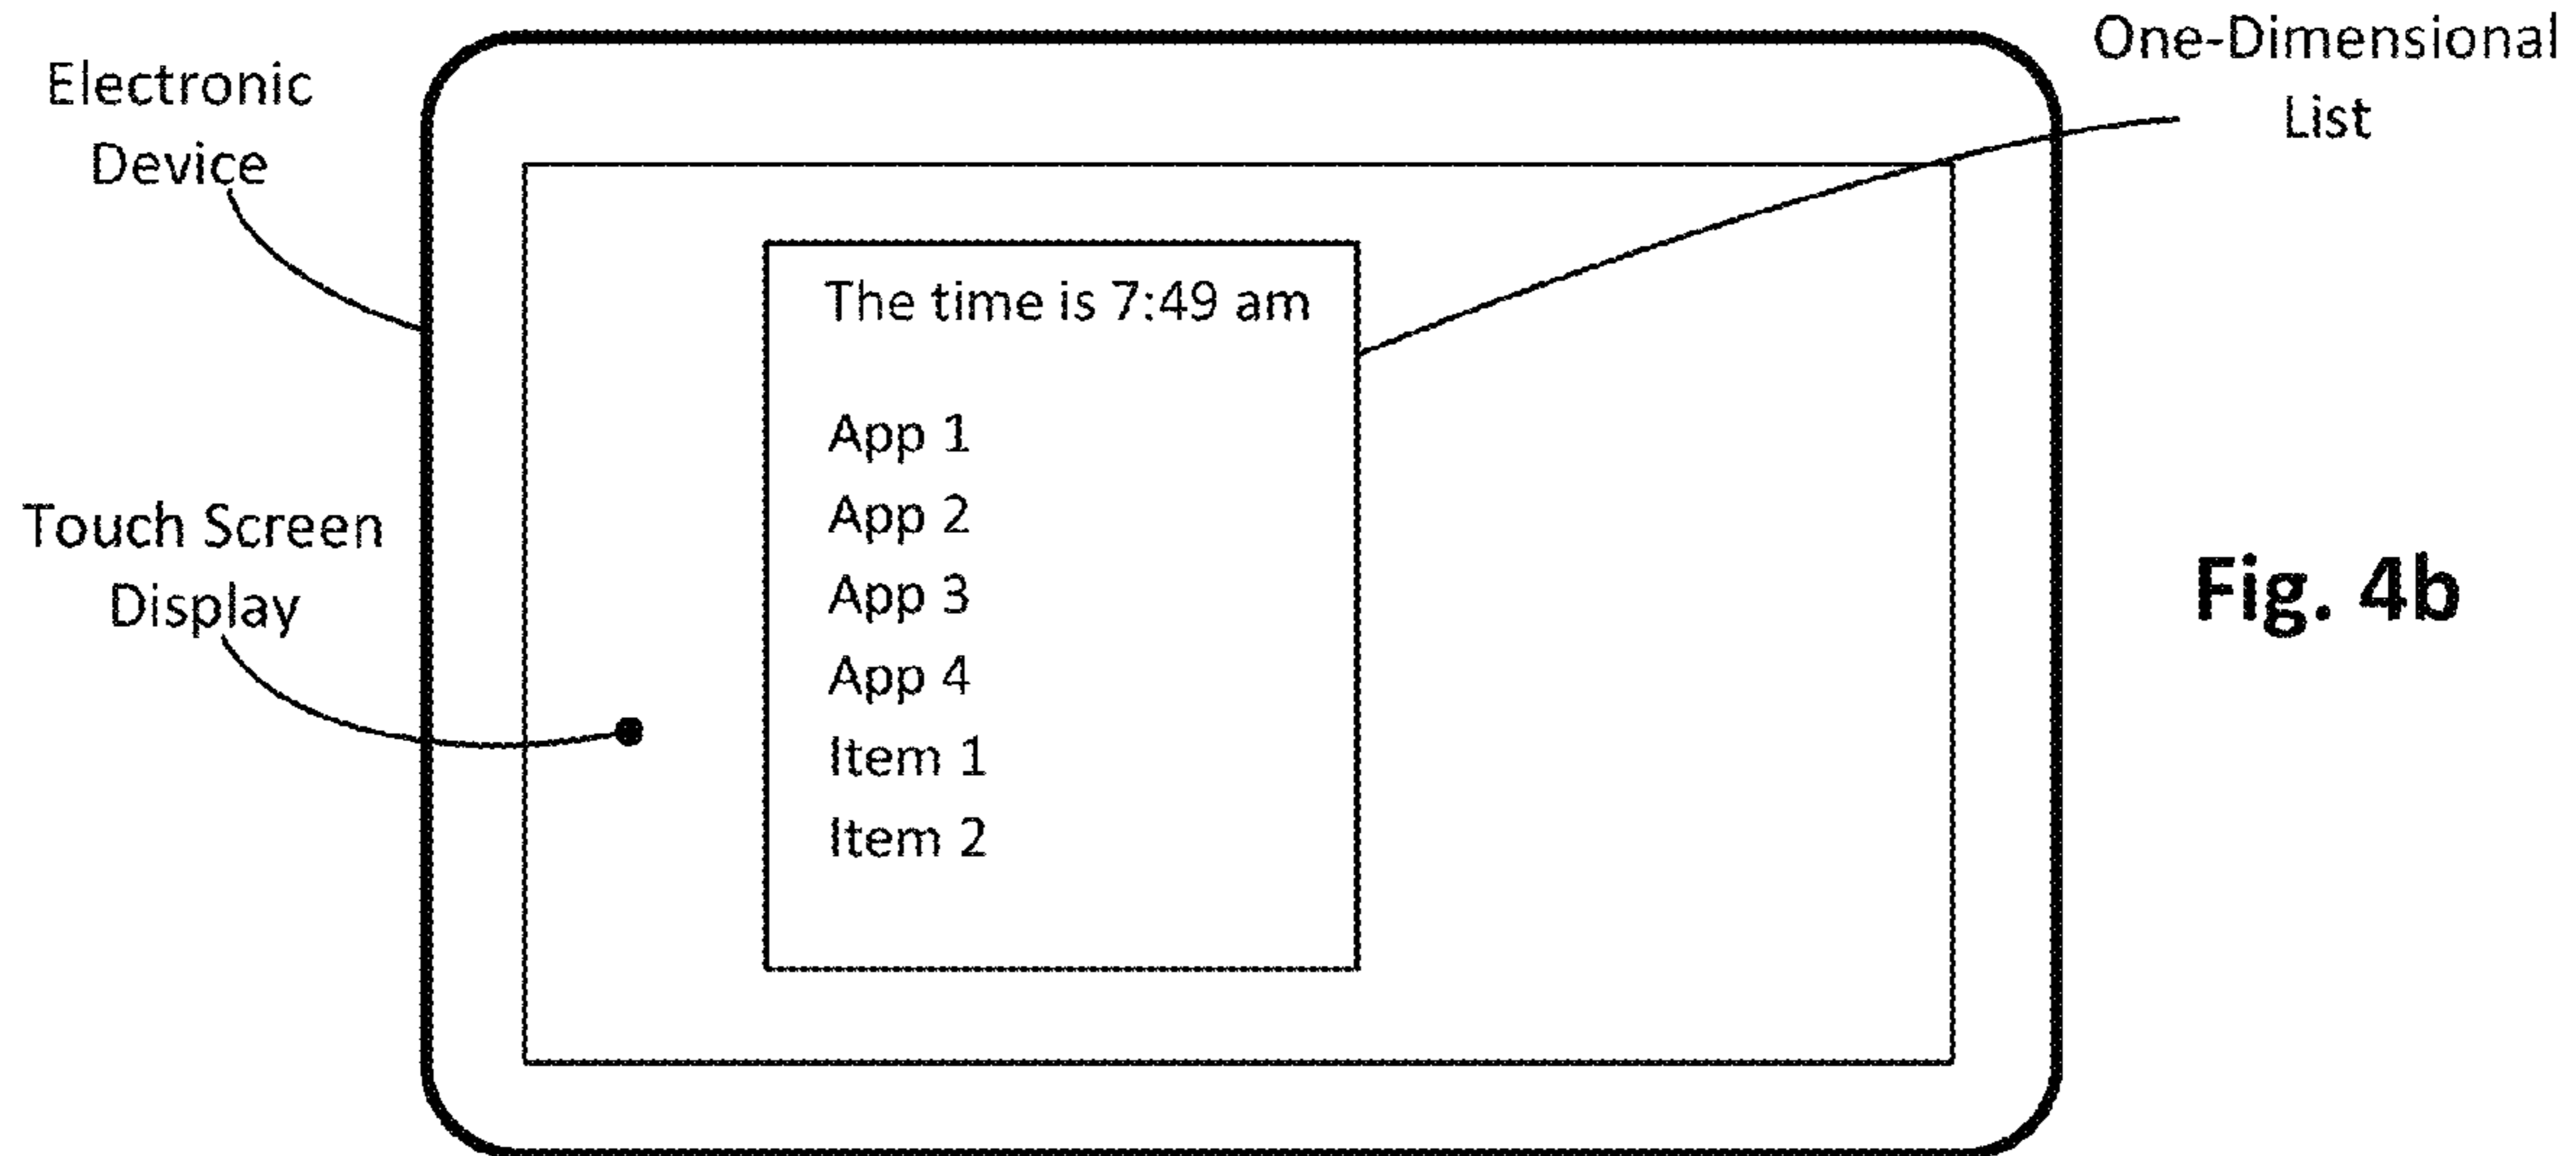 Electronic
Device
One-Dimensional
List
The time is 7:49 am
App 1
App 2
App 3
App 4
Item 1
Item 2
Touch Screen
Display
Fig. 4b